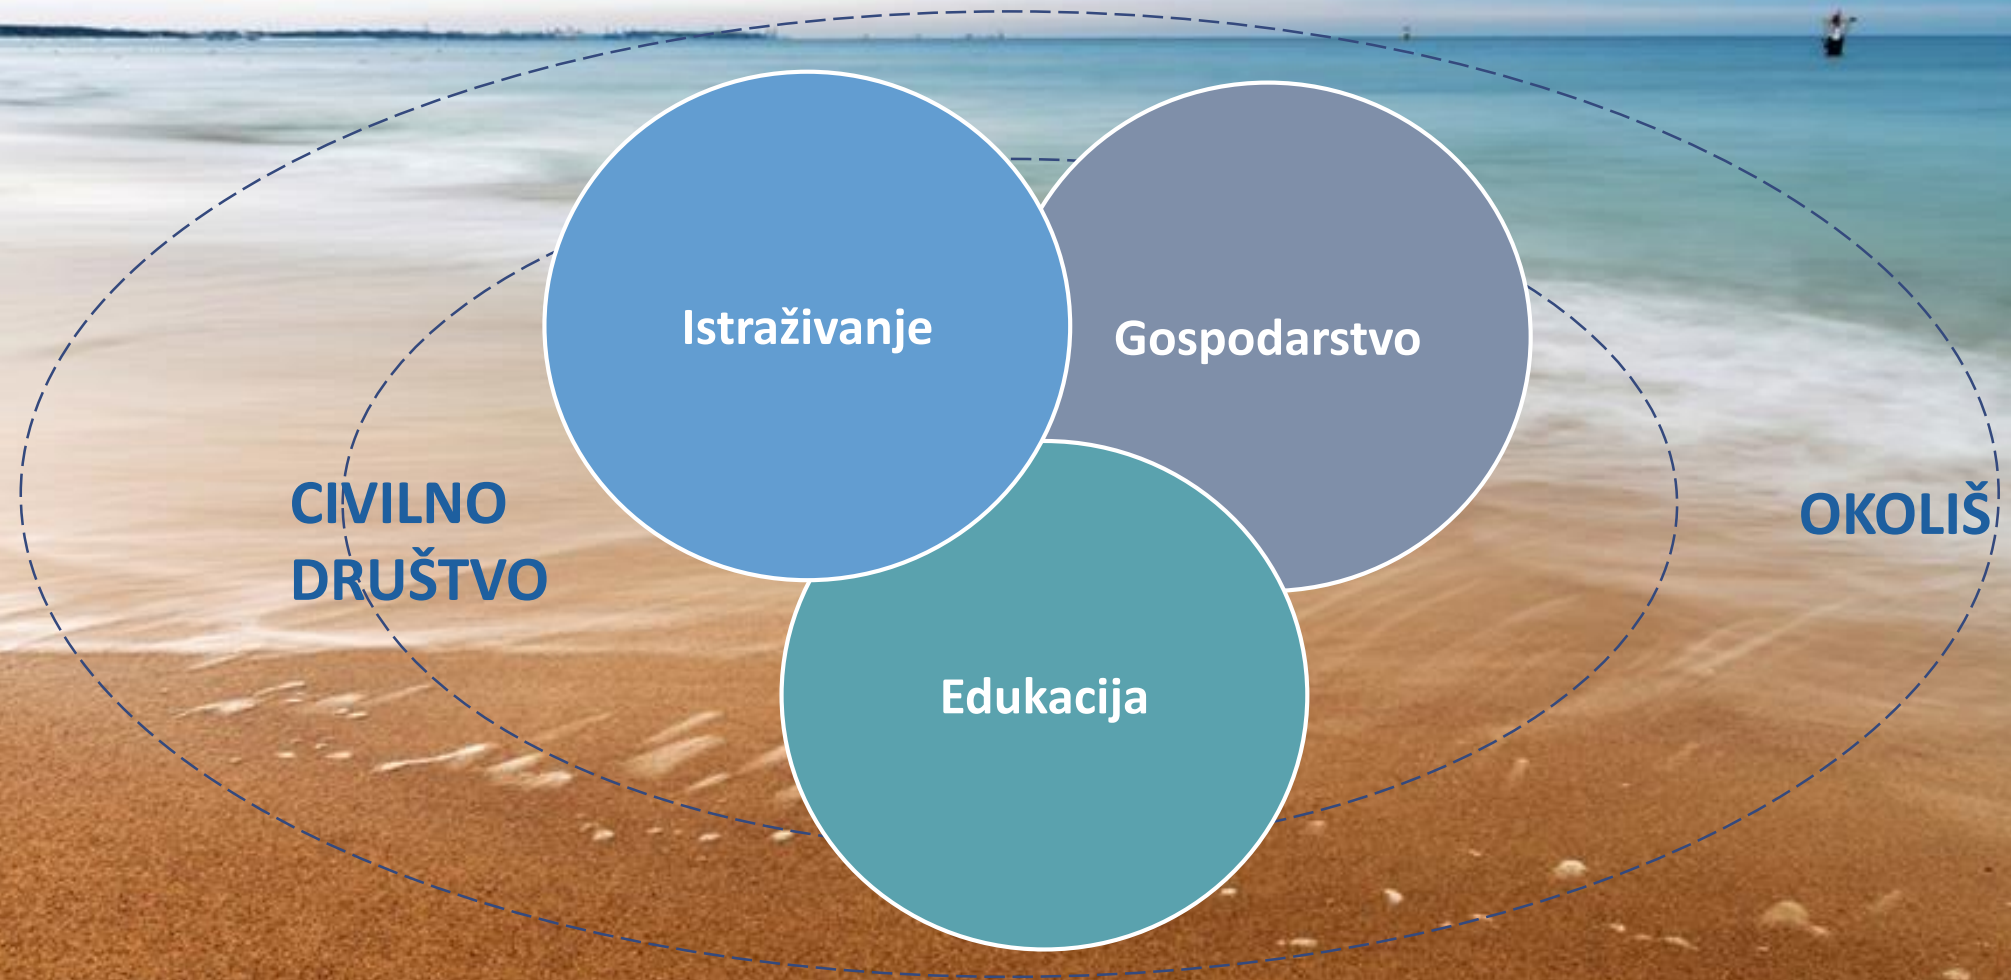 Istraživanje
Gospodarstvo
CIVILNO
DRUŠTVO
OKOLIŠ
Edukacija